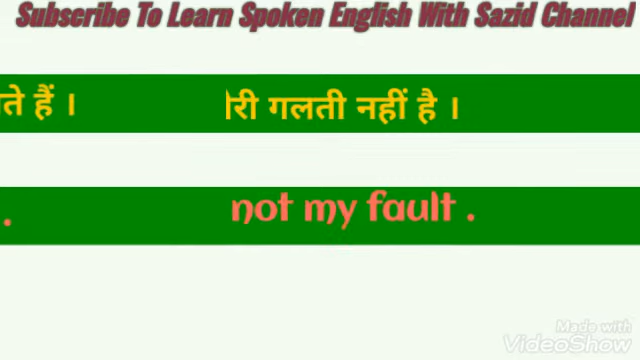 Subscribe To Learn Spoken English With Sazid Channel
हैं । गलती नहीं है ।
. not my fault .
Made with
VideoShow